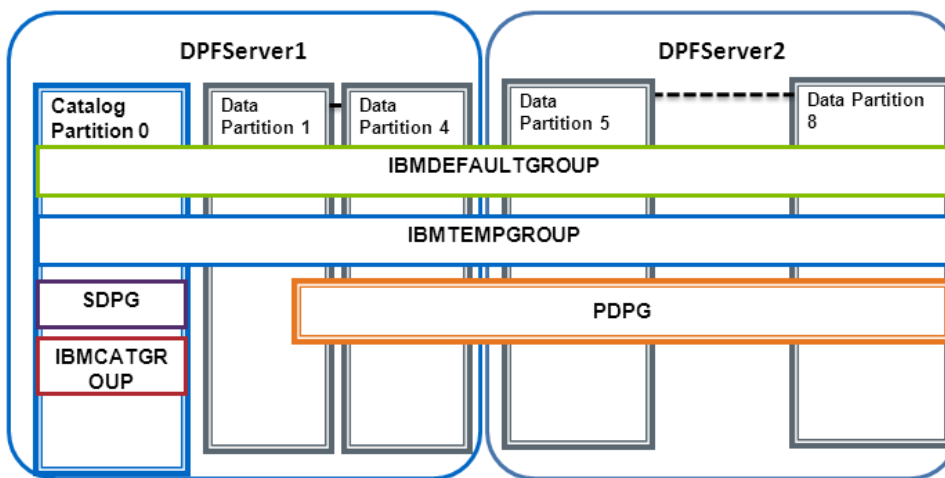 DPFServer1
DPFServer2
Catalog
Partition 0
Data
Partition 1
Data
Partition 4
Data
Partition 5
Data Partition
8
IBMDEFAULTGROUP
IBMTEMPGROUP
SDPG
PDPG
IBMCATGR
OUP